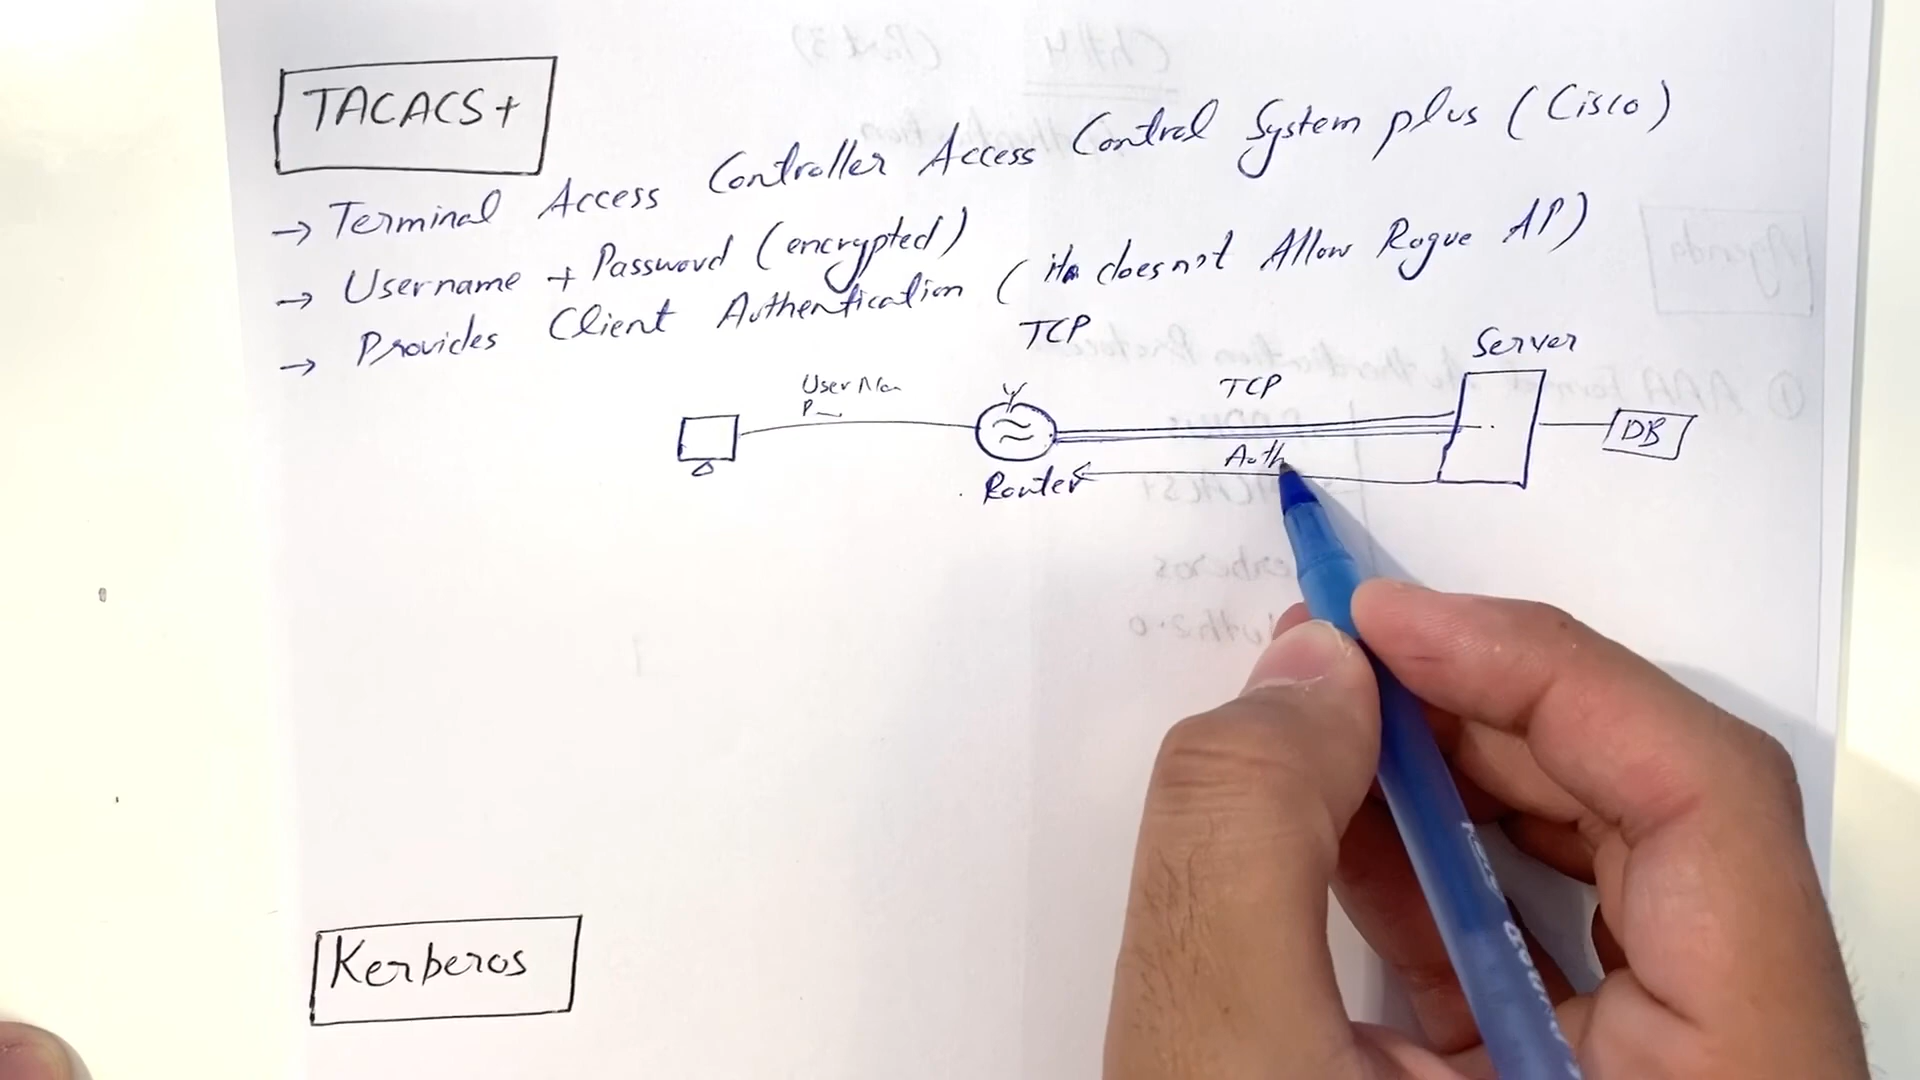 TACACS+
→ Terminal Access Controller Access Control System plus (Cisco)
→ Username + Password (encrypted)
→ Provides Client Authentication (it does not Allow Rogue AP)
TCP
Server
User
P
TCP
DB
Auth
Router
Kerberos